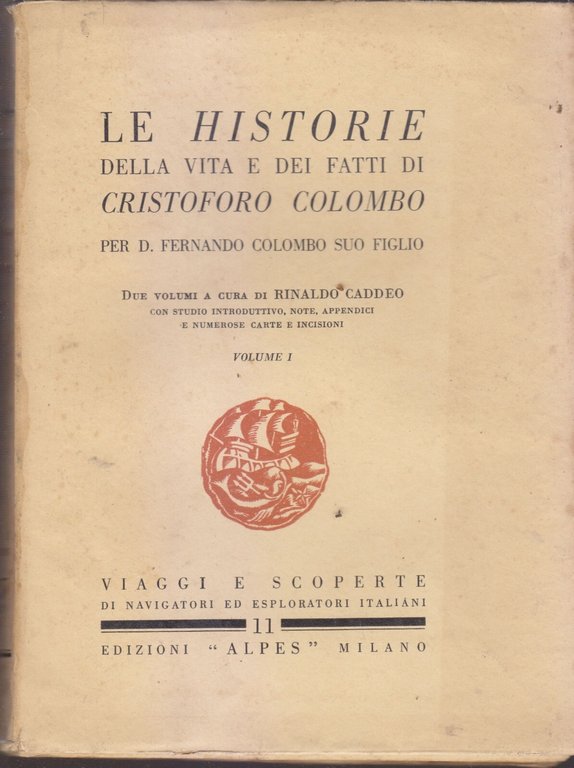 LE HISTORIE
DELLA VITA E DEI FATTI DI
CRISTOFORO COLOMBO
PER D. FERNANDO COLOMBO SUO FIGLIO
DUE VOLUMI A CURA DI RINALDO CADDEO
CON STUDIO INTRODUTTIVO, NOTE, APPENDICI
E NUMEROSE CARTE E INCISIONI
VOLUME I
VIAGGI E SCOPERTE
DI NAVIGATORI ED ESPLORATORI ITALIANI
11
EDIZIONI "ALPES" MILANO